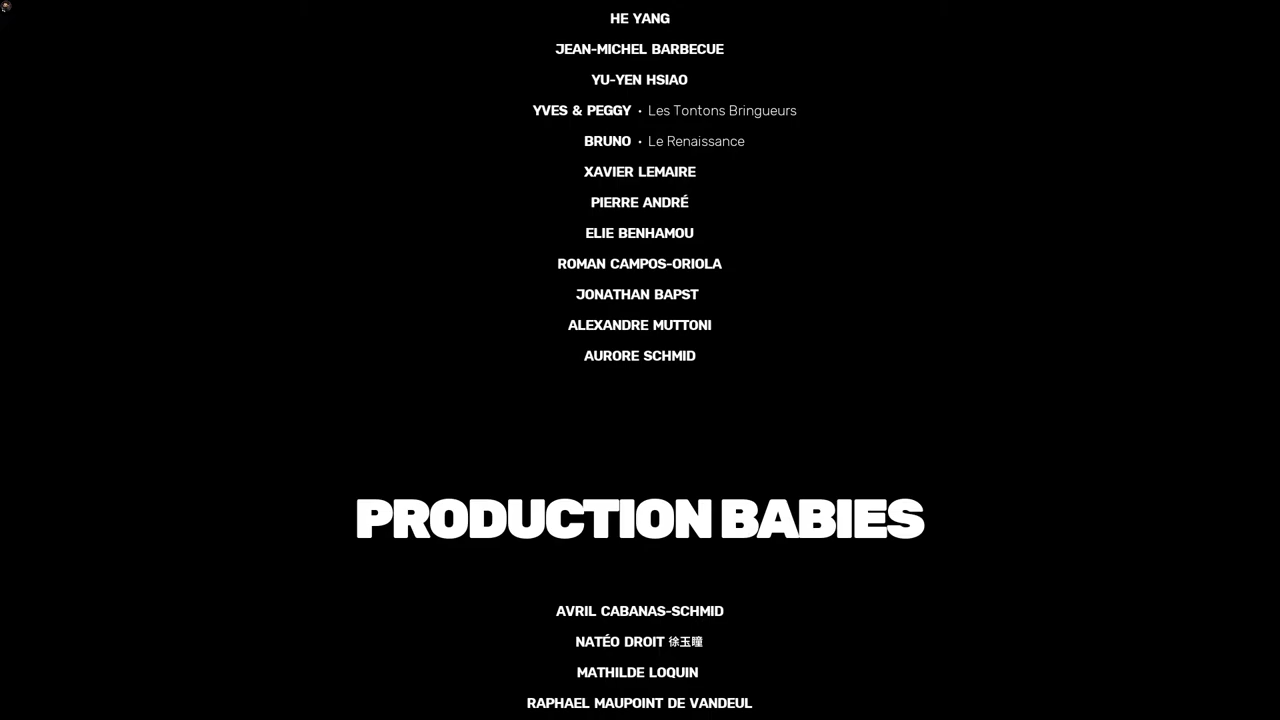 HE YANG
JEAN-MICHEL BARBECUE
YU-YEN HSIAO
YVES & PEGGY • Les Tontons Bringueurs
BRUNO • Le Renaissance
XAVIER LEMAIRE
PIERRE ANDRÉ
ELIE BENHAMOU
ROMAN CAMPOS-ORIOLA
JONATHAN BAPST
ALEXANDRE MUTTONI
AURORE SCHMID
PRODUCTION BABIES
AVRIL CABANAS-SCHMID
NATÉO DROIT 徐玉瞳
MATHILDE LOQUIN
RAPHAEL MAUPOINT DE VANDEUL